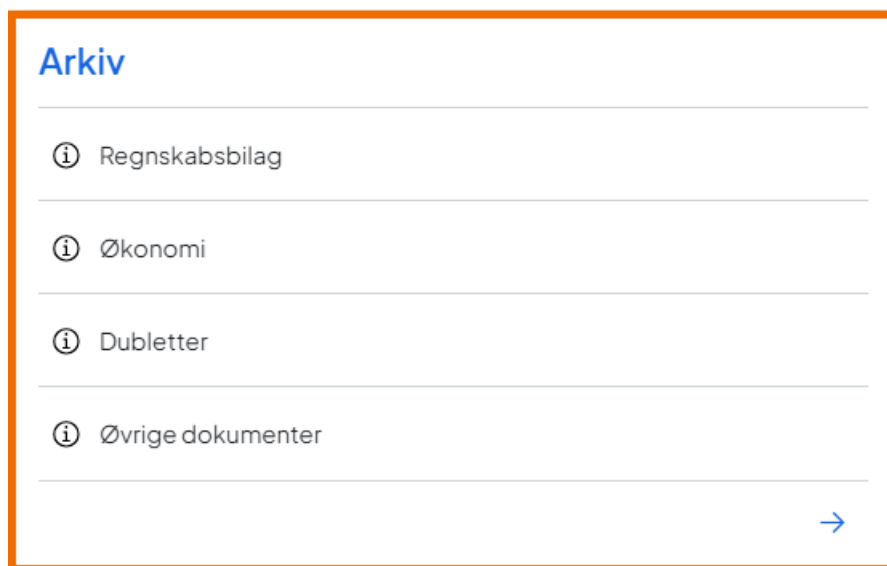 Arkiv
Regnskabsbilag
Økonomi
Dubletter
Øvrige dokumenter